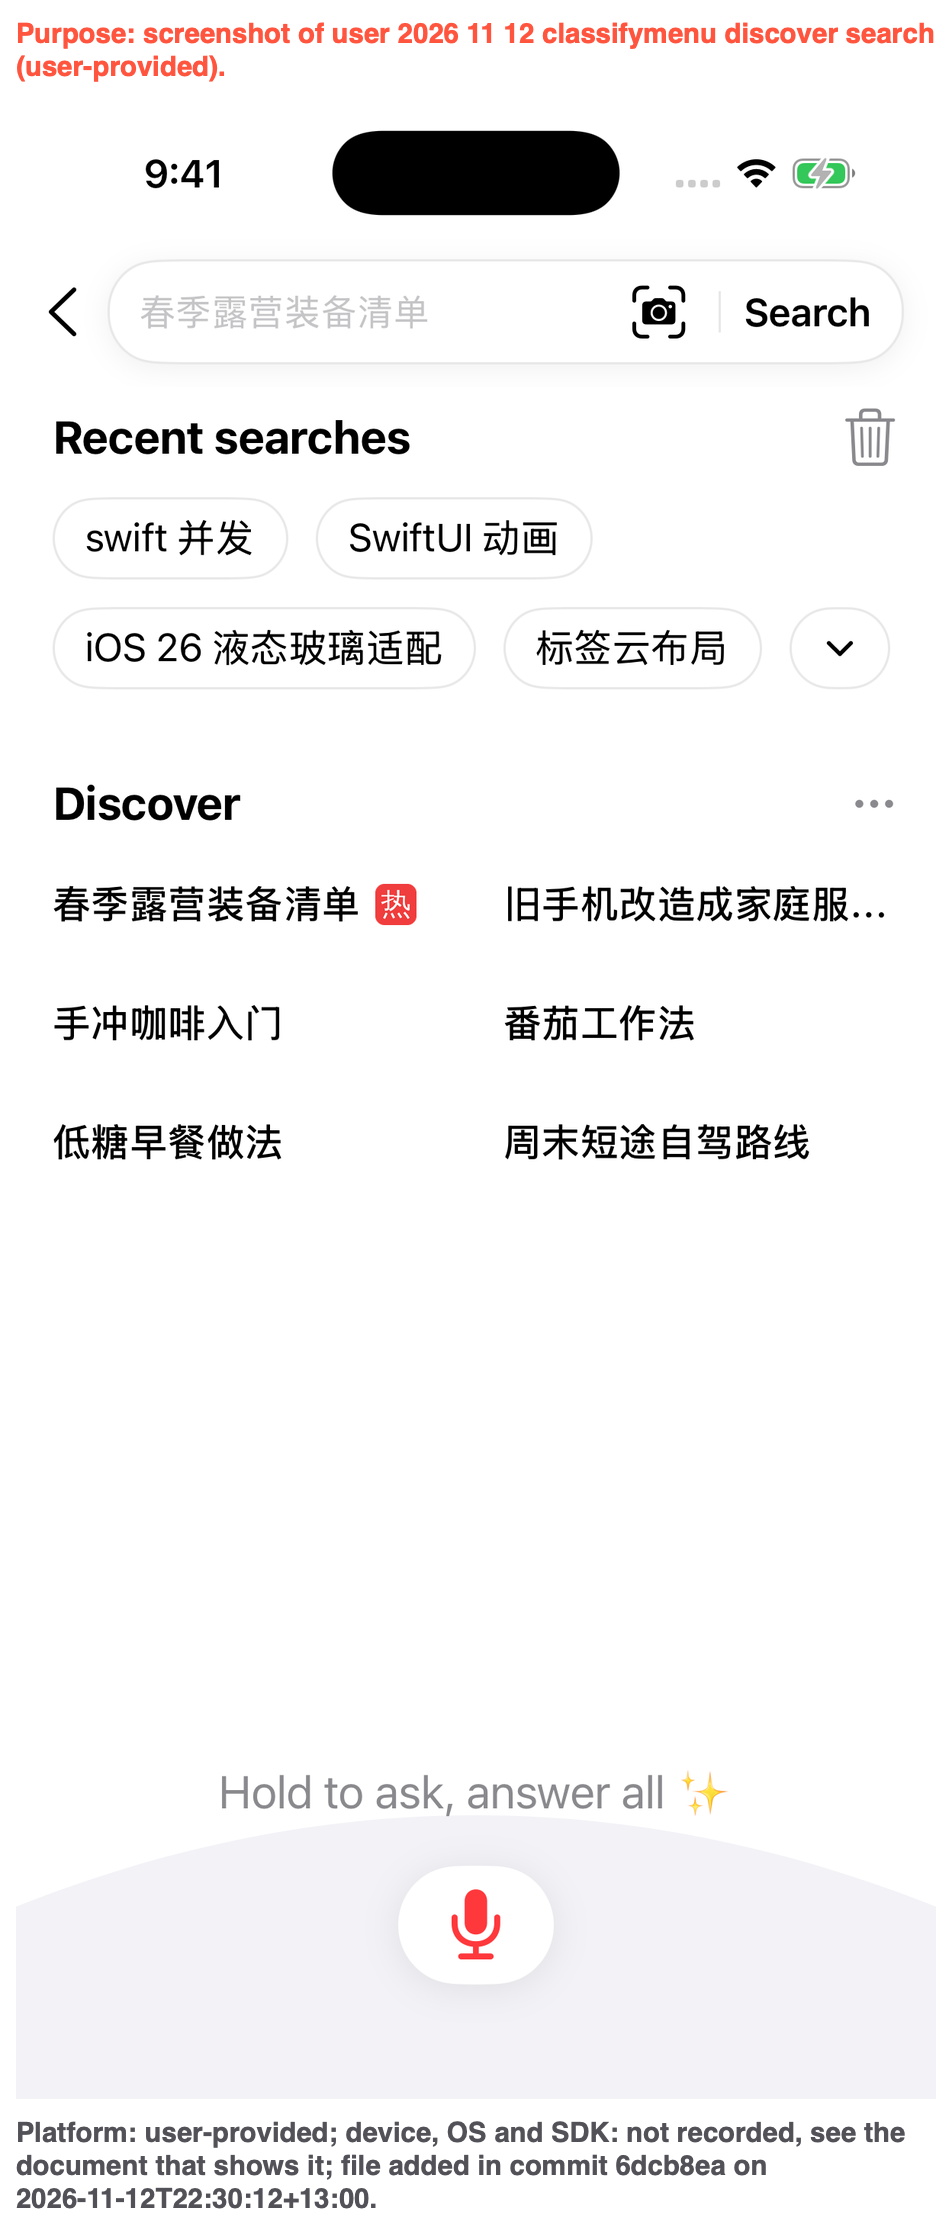 Purpose: screenshot of user 2026 11 12 classifymenu discover search
(user-provided).
9:41
春季露营装备清单
Search
Recent searches
swift 并发
SwiftUI 动画
iOS 26 液态玻璃适配
标签云布局
Discover
春季露营装备清单 热
旧手机改造成家庭服...
手冲咖啡入门
番茄工作法
低糖早餐做法
周末短途自驾路线
Hold to ask, answer all ✨
Platform: user-provided; device, OS and SDK: not recorded, see the
document that shows it; file added in commit 6dcb8ea on
2026-11-12T22:30:12+13:00.